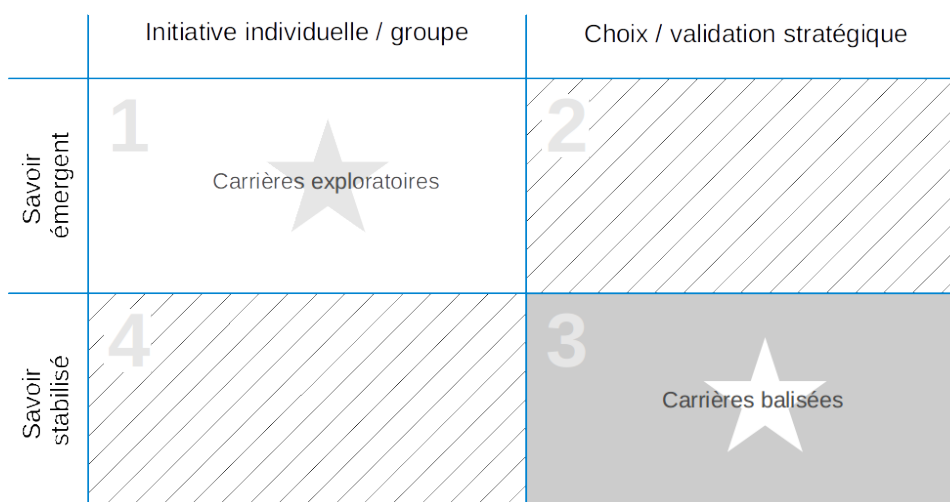 Initiative individuelle / groupe
Choix / validation stratégique
Savoir
émergent
1
Carrières exploratoires
2
Savoir
stabilisé
4
3
Carrières balisées